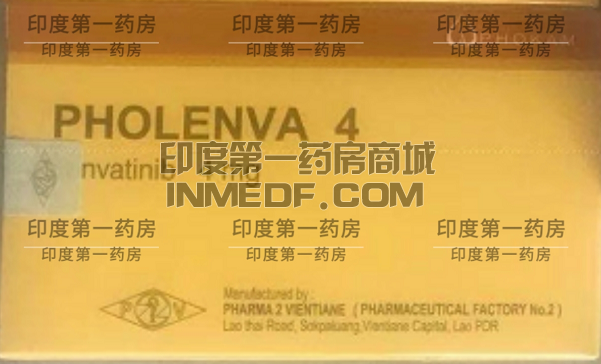 印度第一药房 印度第一药房 印度第一药房
印度第一药房 印度第一药房 印度第一药房
PHOLENVA 4
印度第一药房商城
nvatinib 4 mg
INMEDF.COM
印度第一药房 印度第一药房 印度第一药房
印度第一药房 印度第一药房 印度第一药房
Manufactured by :
PHARMA 2 VIENTIANE ( PHARMACEUTICAL FACTORY No.2 )
P 2 V
Lao thai Road, Sokpaluang,Vientiane Capital, Lao PDR